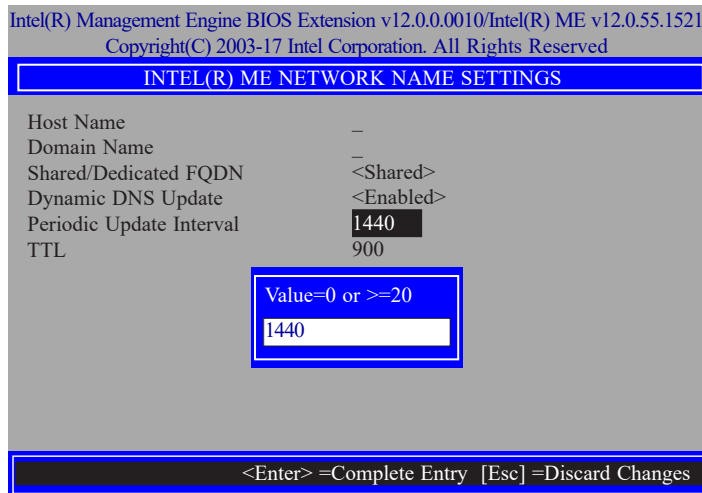 Intel(R) Management Engine BIOS Extension v12.0.0.0010/Intel(R) ME v12.0.55.1521
Copyright(C) 2003-17 Intel Corporation. All Rights Reserved
INTEL(R) ME NETWORK NAME SETTINGS
Host Name _
Domain Name _
Shared/Dedicated FQDN <Shared>
Dynamic DNS Update <Enabled>
Periodic Update Interval 1440
TTL 900
Value=0 or >=20
1440
<Enter> =Complete Entry [Esc] =Discard Changes